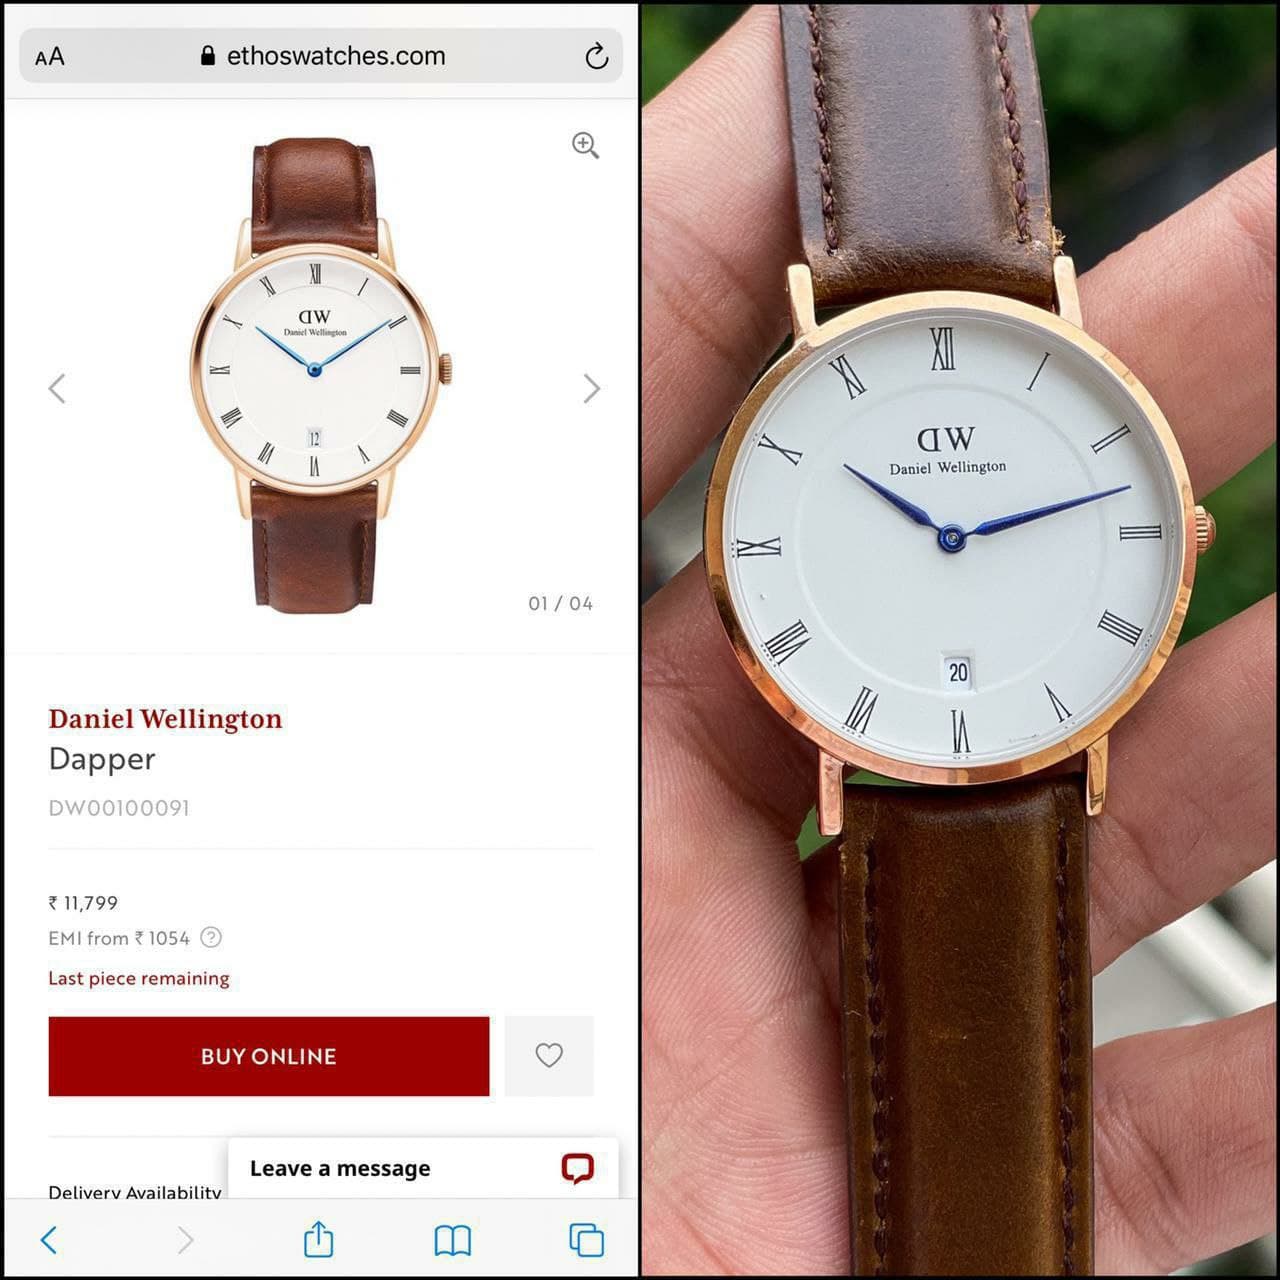 AA ethoswatches.com
XII
I
II
III
IIII
V
VI
VII
VIII
IX
X
XI
DW
Daniel Wellington
12
01 / 04
Daniel Wellington
Dapper
DW00100091
₹ 11,799
EMI from ₹ 1054 ?
Last piece remaining
BUY ONLINE
Leave a message
Delivery Availability
XII
I
II
III
IIII
V
VI
VII
VIII
IX
X
XI
DW
Daniel Wellington
20